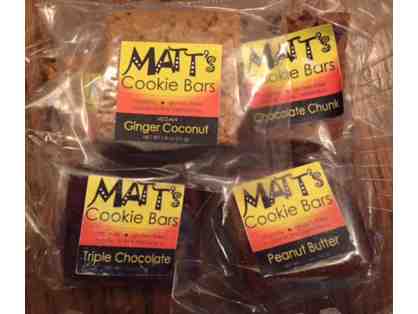 MATT's
Cookie Bars
VEGAN
Ginger Coconut
MATT's
Cookie Bars
Chocolate Chunk
MATT's
Cookie Bars
Triple Chocolate
MATT's
Cookie Bars
Peanut Butter